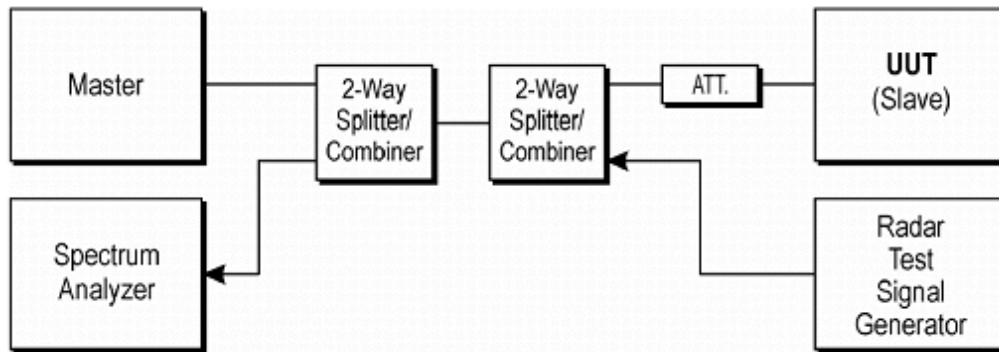 Master
2-Way
Splitter/
Combiner
2-Way
Splitter/
Combiner
ATT.
UUT
(Slave)
Spectrum
Analyzer
Radar
Test
Signal
Generator